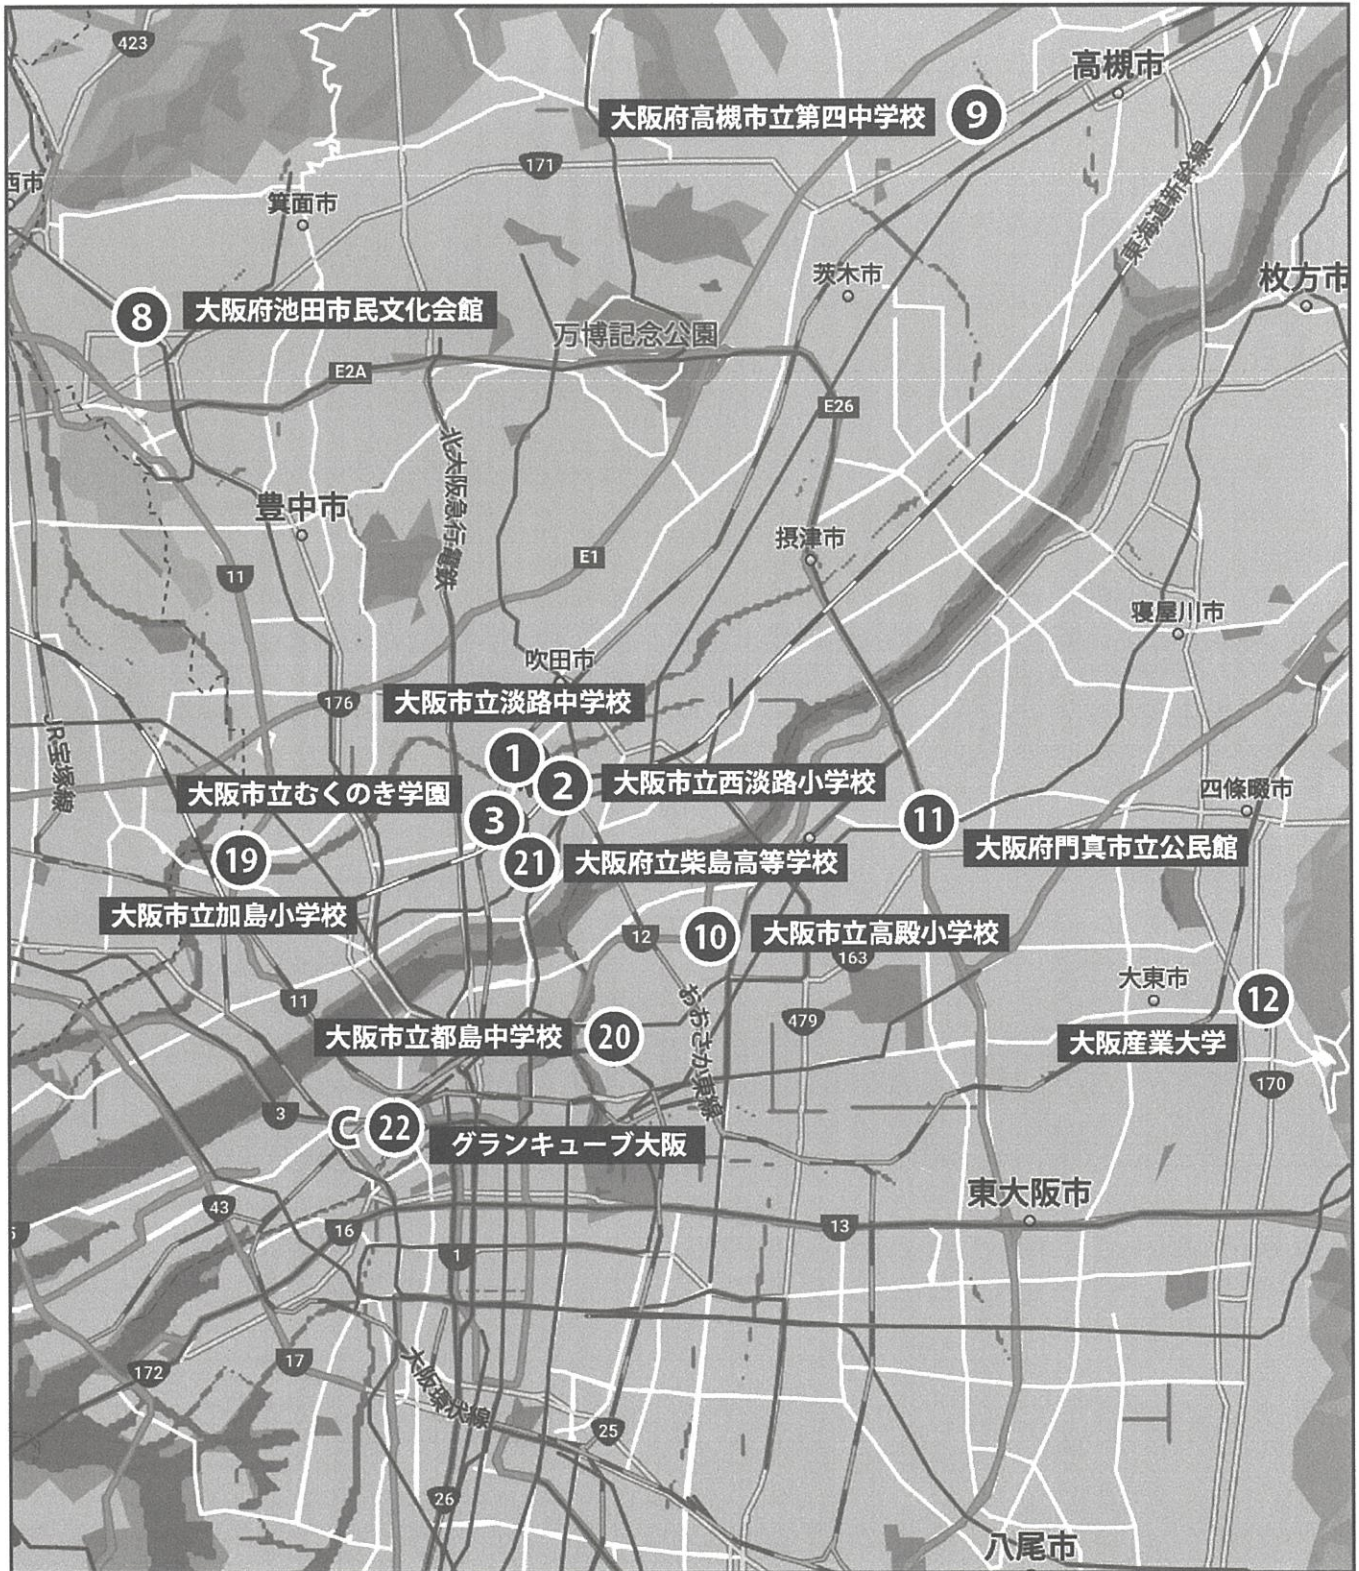 423
高槻市
大阪府高槻市立第四中学校
9
171
東海道新幹線
西市
箕面市
茨木市
枚方市
8
大阪府池田市民文化会館
万博記念公園
E2A
E26
北大阪急行電鉄
豊中市
摂津市
E1
11
寝屋川市
吹田市
176
大阪市立淡路中学校
JR宝塚線
1
2
大阪市立西淡路小学校
大阪市立むくのき学園
3
四條畷市
11
大阪府門真市立公民館
19
21
大阪府立柴島高等学校
大阪市立加島小学校
12
10
大阪市立高殿小学校
163
大東市
12
11
おおさか東線
479
大阪市立都島中学校
20
大阪産業大学
170
3
C
22
グランキューブ大阪
43
東大阪市
16
13
1
172
17
大阪環状線
25
26
八尾市